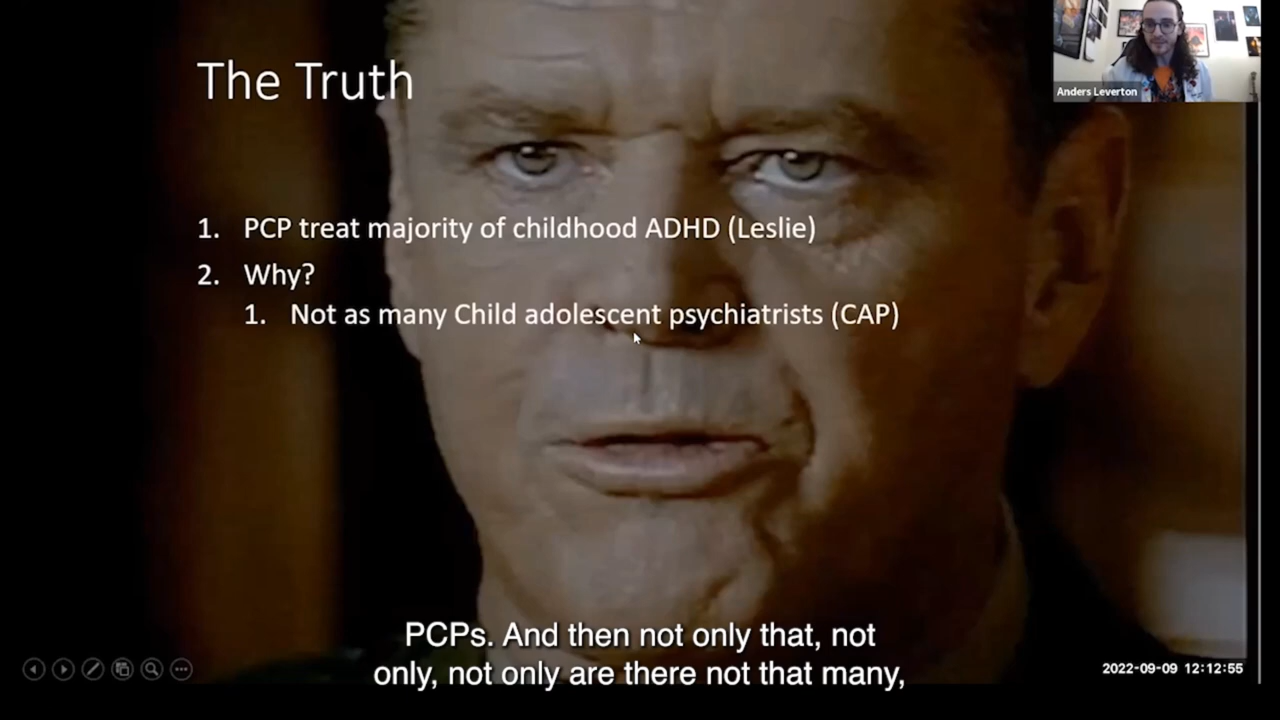 The Truth
Anders Leverton
1. PCP treat majority of childhood ADHD (Leslie)
2. Why?
1. Not as many Child adolescent psychiatrists (CAP)
PCPs. And then not only that, not
only, not only are there not that many,
2022-09-09 12:12:55